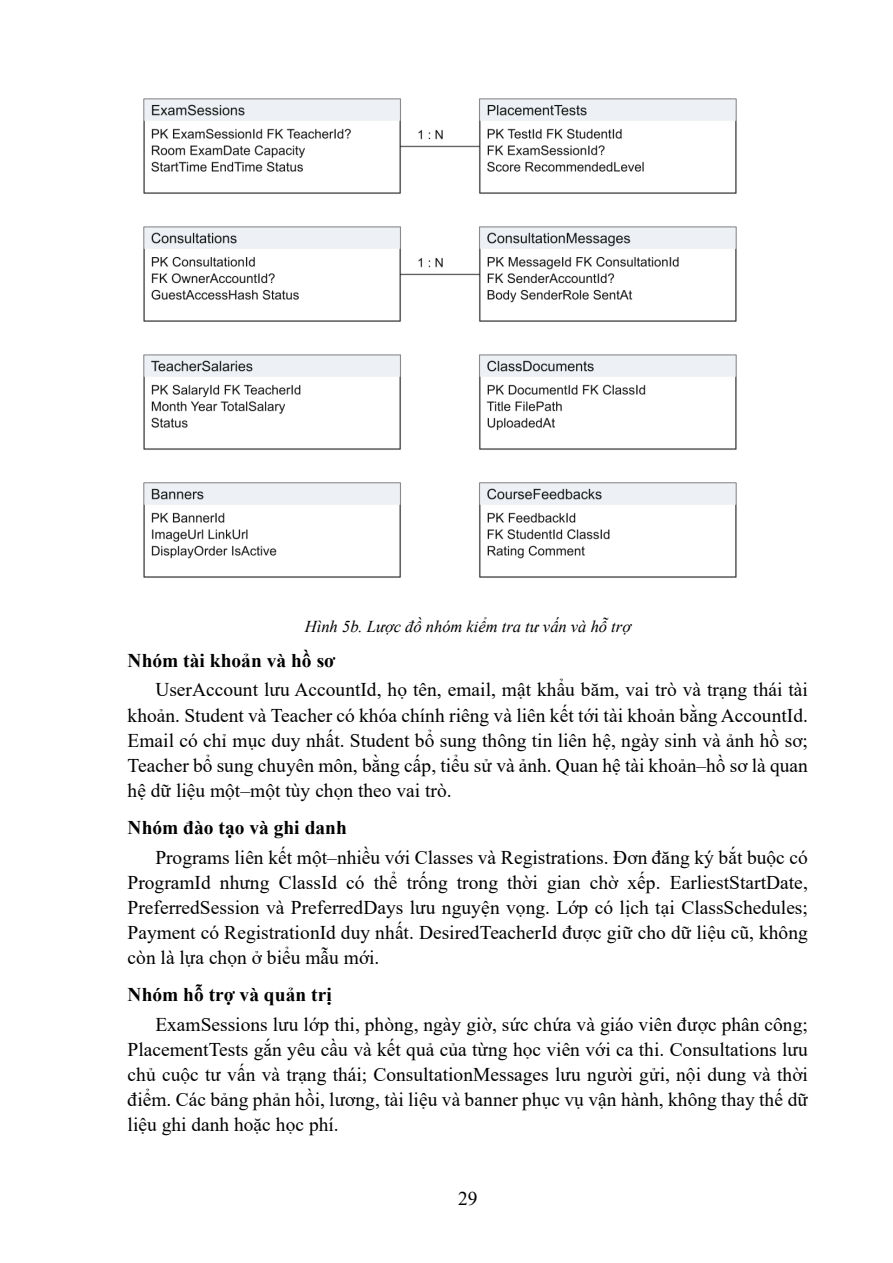 ExamSessions
PK ExamSessionId FK TeacherId?
Room ExamDate Capacity
StartTime EndTime Status
1 : N
PlacementTests
PK TestId FK StudentId
FK ExamSessionId?
Score RecommendedLevel
Consultations
PK ConsultationId
FK OwnerAccountId?
GuestAccessHash Status
1 : N
ConsultationMessages
PK MessageId FK ConsultationId
FK SenderAccountId?
Body SenderRole SentAt
TeacherSalaries
PK SalaryId FK TeacherId
Month Year TotalSalary
Status
ClassDocuments
PK DocumentId FK ClassId
Title FilePath
UploadedAt
Banners
PK BannerId
ImageUrl LinkUrl
DisplayOrder IsActive
CourseFeedbacks
PK FeedbackId
FK StudentId ClassId
Rating Comment
Hình 5b. Lược đồ nhóm kiểm tra tư vấn và hỗ trợ
Nhóm tài khoản và hồ sơ
UserAccount lưu AccountId, họ tên, email, mật khẩu băm, vai trò và trạng thái tài
khoản. Student và Teacher có khóa chính riêng và liên kết tới tài khoản bằng AccountId.
Email có chỉ mục duy nhất. Student bổ sung thông tin liên hệ, ngày sinh và ảnh hồ sơ;
Teacher bổ sung chuyên môn, bằng cấp, tiểu sử và ảnh. Quan hệ tài khoản–hồ sơ là quan
hệ dữ liệu một–một tùy chọn theo vai trò.
Nhóm đào tạo và ghi danh
Programs liên kết một–nhiều với Classes và Registrations. Đơn đăng ký bắt buộc có
ProgramId nhưng ClassId có thể trống trong thời gian chờ xếp. EarliestStartDate,
PreferredSession và PreferredDays lưu nguyện vọng. Lớp có lịch tại ClassSchedules;
Payment có RegistrationId duy nhất. DesiredTeacherId được giữ cho dữ liệu cũ, không
còn là lựa chọn ở biểu mẫu mới.
Nhóm hỗ trợ và quản trị
ExamSessions lưu lớp thi, phòng, ngày giờ, sức chứa và giáo viên được phân công;
PlacementTests gắn yêu cầu và kết quả của từng học viên với ca thi. Consultations lưu
chủ cuộc tư vấn và trạng thái; ConsultationMessages lưu người gửi, nội dung và thời
điểm. Các bảng phản hồi, lương, tài liệu và banner phục vụ vận hành, không thay thế dữ
liệu ghi danh hoặc học phí.
29